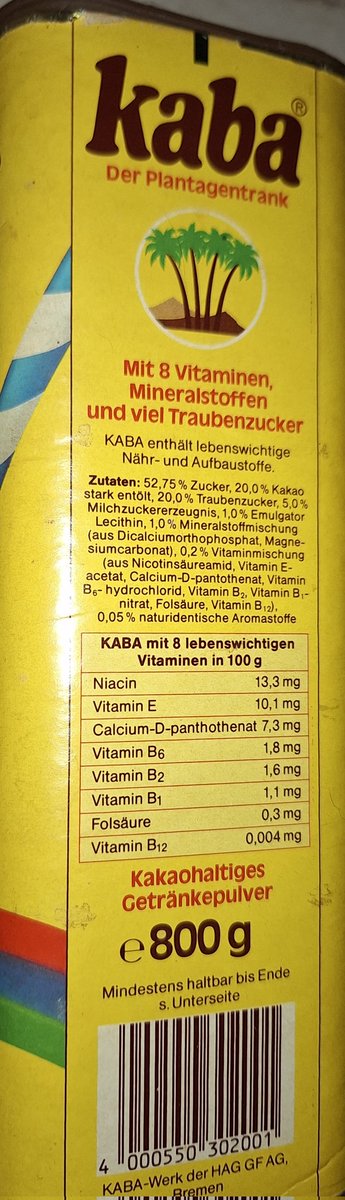 kaba®
Der Plantagentrank
Mit 8 Vitaminen,
Mineralstoffen
und viel Traubenzucker
KABA enthält lebenswichtige
Nähr- und Aufbaustoffe.
Zutaten: 52,75% Zucker, 20,0% Kakao
stark entölt, 20,0% Traubenzucker, 5,0%
Milchzuckererzeugnis, 1,0% Emulgator
Lecithin, 1,0% Mineralstoffmischung
(aus Dicalciumorthophosphat, Magne-
siumcarbonat), 0,2% Vitaminmischung
(aus Nicotinsäureamid, Vitamin E-
acetat, Calcium-D-pantothenat, Vitamin
B₆- hydrochlorid, Vitamin B₂, Vitamin B₁-
nitrat, Folsäure, Vitamin B₁₂),
0,05% naturidentische Aromastoffe
KABA mit 8 lebenswichtigen
Vitaminen in 100 g
Niacin 13,3 mg
Vitamin E 10,1 mg
Calcium-D-panthothenat 7,3 mg
Vitamin B6 1,8 mg
Vitamin B2 1,6 mg
Vitamin B1 1,1 mg
Folsäure 0,3 mg
Vitamin B12 0,004 mg
Kakaohaltiges
Getränkepulver
e 800 g
Mindestens haltbar bis Ende
s. Unterseite
4 000550 302001
KABA-Werk der HAG GF AG,
Bremen